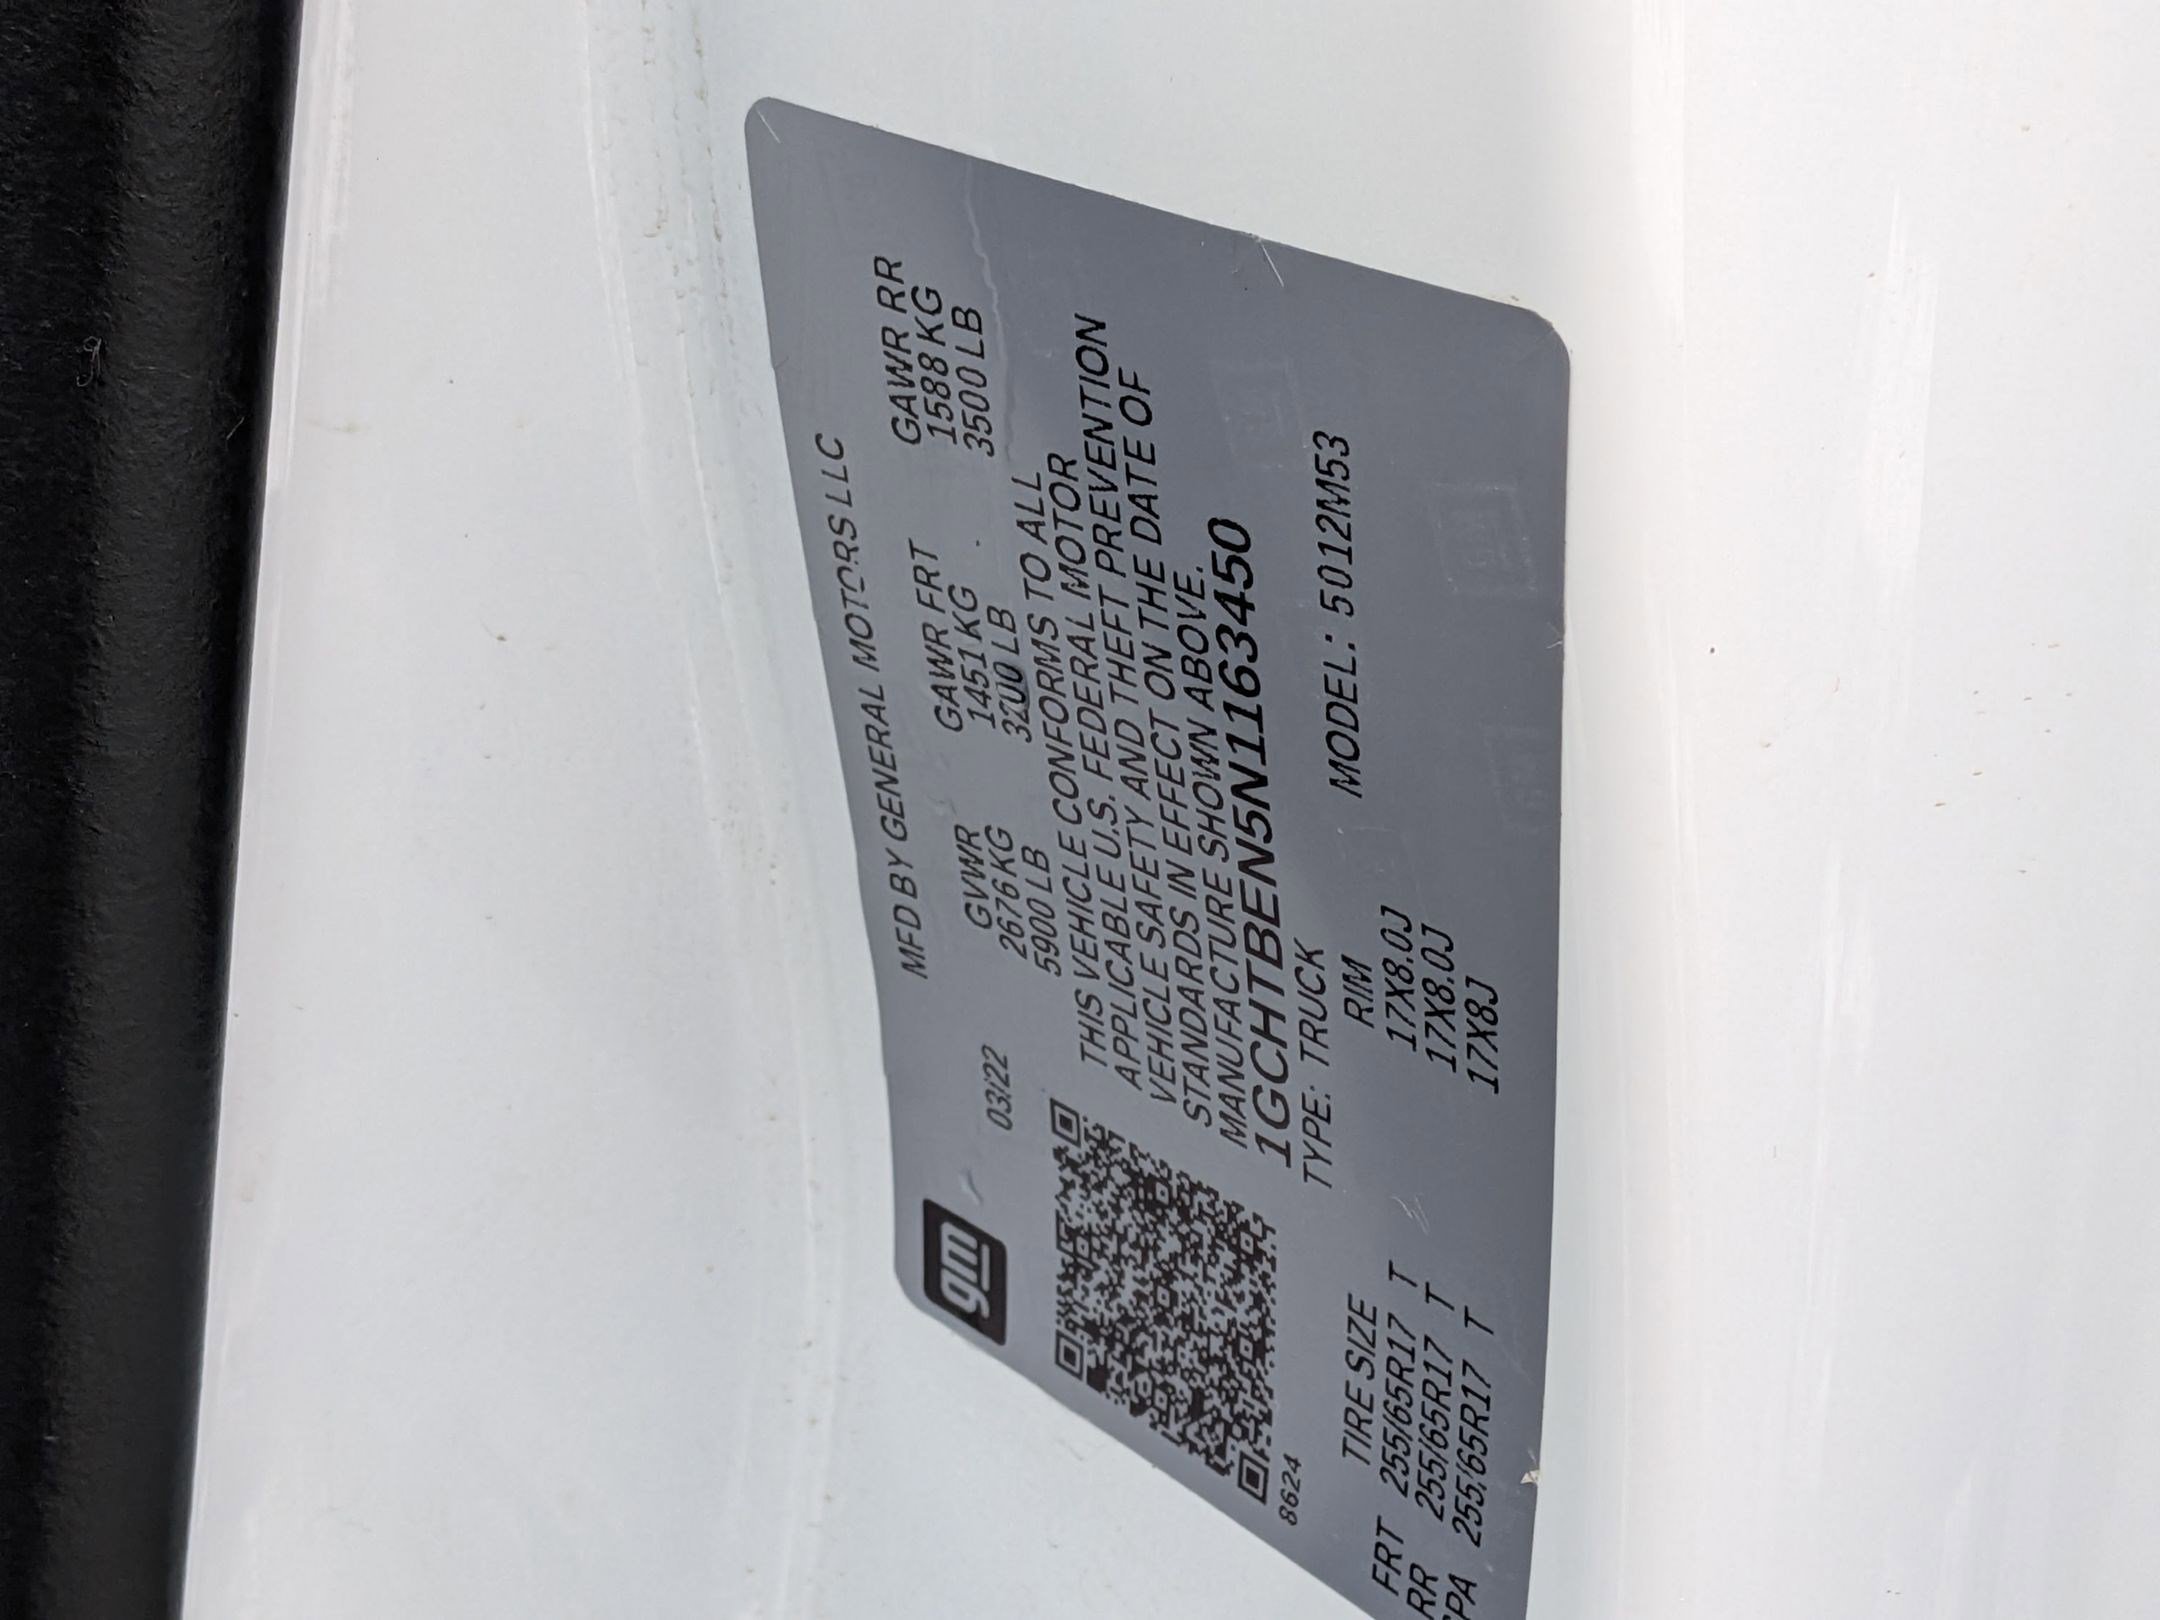 gm
MFD BY GENERAL MOTORS LLC
03/22
GVWR GAWR FRT GAWR RR
2676 KG 1451 KG 1588 KG
5900 LB 3200 LB 3500 LB
THIS VEHICLE CONFORMS TO ALL
APPLICABLE U.S. FEDERAL MOTOR
VEHICLE SAFETY AND THEFT PREVENTION
STANDARDS IN EFFECT ON THE DATE OF
MANUFACTURE SHOWN ABOVE.
1GCHTBEN5N1163450
8624
TYPE: TRUCK MODEL: 5012M53
TIRE SIZE RIM
FRT 255/65R17 T 17X8.0J
RR 255/65R17 T 17X8.0J
SPA 255/65R17 T 17X8J